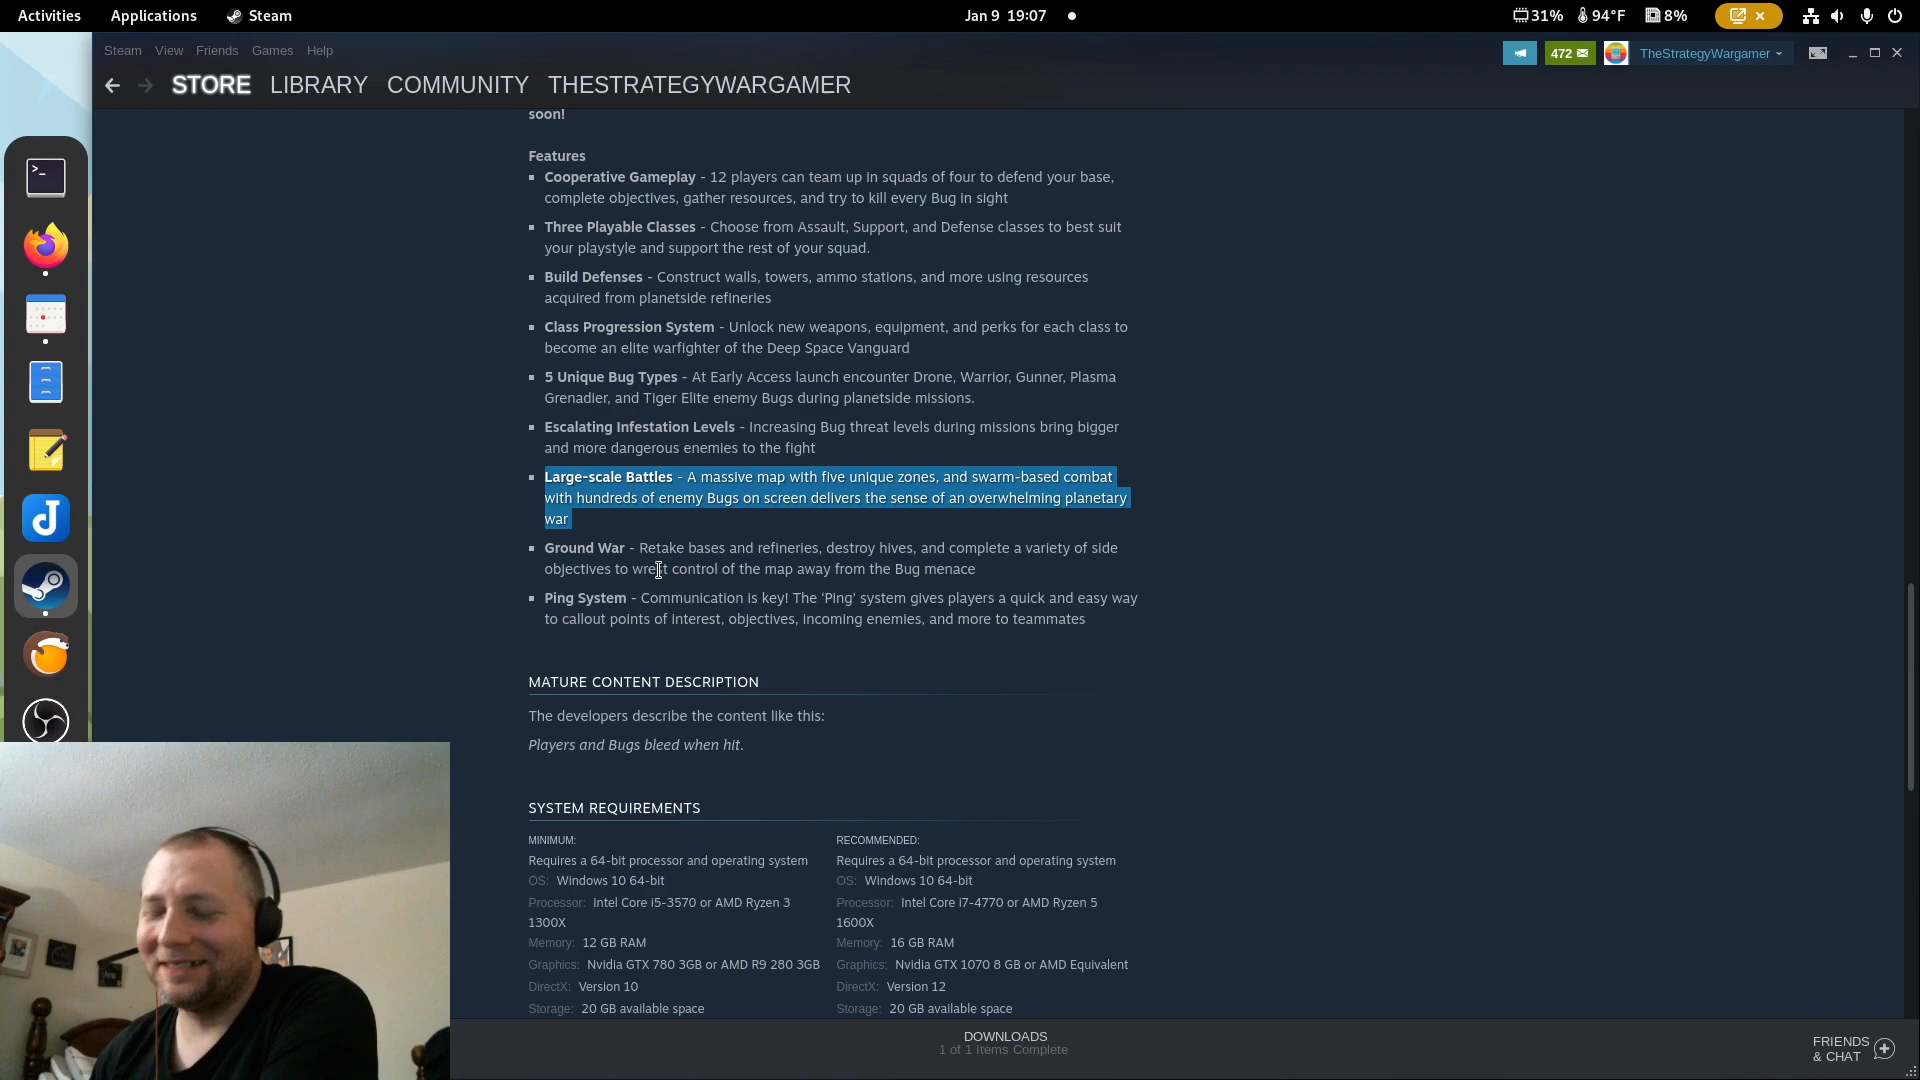 Activities Applications Steam Jan 9 19:07 31% 94°F 8%
Steam View Friends Games Help 472 TheStrategyWargamer
STORE LIBRARY COMMUNITY THESTRATEGYWARGAMER
soon!
Features
Cooperative Gameplay - 12 players can team up in squads of four to defend your base,
complete objectives, gather resources, and try to kill every Bug in sight
Three Playable Classes - Choose from Assault, Support, and Defense classes to best suit
your playstyle and support the rest of your squad.
Build Defenses - Construct walls, towers, ammo stations, and more using resources
acquired from planetside refineries
Class Progression System - Unlock new weapons, equipment, and perks for each class to
become an elite warfighter of the Deep Space Vanguard
5 Unique Bug Types - At Early Access launch encounter Drone, Warrior, Gunner, Plasma
Grenadier, and Tiger Elite enemy Bugs during planetside missions.
Escalating Infestation Levels - Increasing Bug threat levels during missions bring bigger
and more dangerous enemies to the fight
Large-scale Battles - A massive map with five unique zones, and swarm-based combat
with hundreds of enemy Bugs on screen delivers the sense of an overwhelming planetary
war
Ground War - Retake bases and refineries, destroy hives, and complete a variety of side
objectives to wrest control of the map away from the Bug menace
Ping System - Communication is key! The ‘Ping’ system gives players a quick and easy way
to callout points of interest, objectives, incoming enemies, and more to teammates
MATURE CONTENT DESCRIPTION
The developers describe the content like this:
Players and Bugs bleed when hit.
SYSTEM REQUIREMENTS
MINIMUM:
Requires a 64-bit processor and operating system
OS: Windows 10 64-bit
Processor: Intel Core i5-3570 or AMD Ryzen 3
1300X
Memory: 12 GB RAM
Graphics: Nvidia GTX 780 3GB or AMD R9 280 3GB
DirectX: Version 10
Storage: 20 GB available space
RECOMMENDED:
Requires a 64-bit processor and operating system
OS: Windows 10 64-bit
Processor: Intel Core i7-4770 or AMD Ryzen 5
1600X
Memory: 16 GB RAM
Graphics: Nvidia GTX 1070 8 GB or AMD Equivalent
DirectX: Version 12
Storage: 20 GB available space
DOWNLOADS
1 of 1 Items Complete
FRIENDS
& CHAT